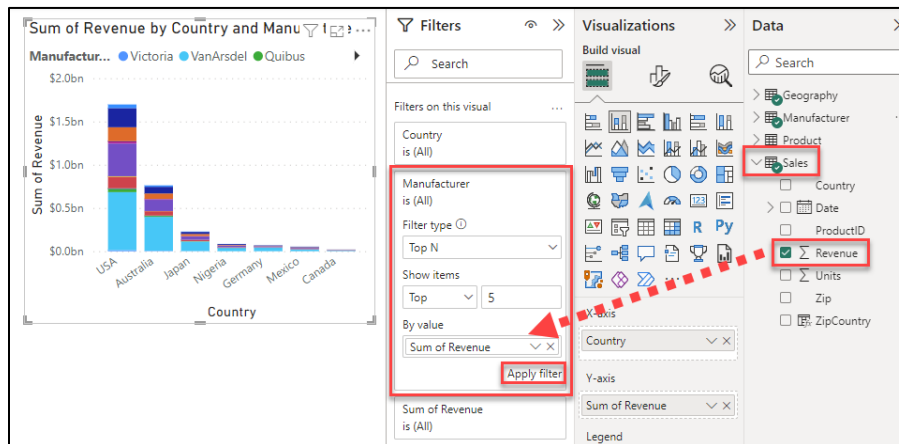 Sum of Revenue by Country and Manu
Manufactur... Victoria VanArsdel Quibus
$2.0bn
$1.5bn
$1.0bn
$0.5bn
$0.0bn
Sum of Revenue
USA
Australia
Japan
Nigeria
Germany
Mexico
Canada
Country
Filters
Search
Filters on this visual
Country
is (All)
Manufacturer
is (All)
Filter type
Top N
Show items
Top 5
By value
Sum of Revenue
Apply filter
Sum of Revenue
is (All)
Visualizations
Build visual
123
R Py
X-axis
Country
Y-axis
Sum of Revenue
Legend
Data
Search
Geography
Manufacturer
Product
Sales
Country
Date
ProductID
Revenue
Units
Zip
ZipCountry